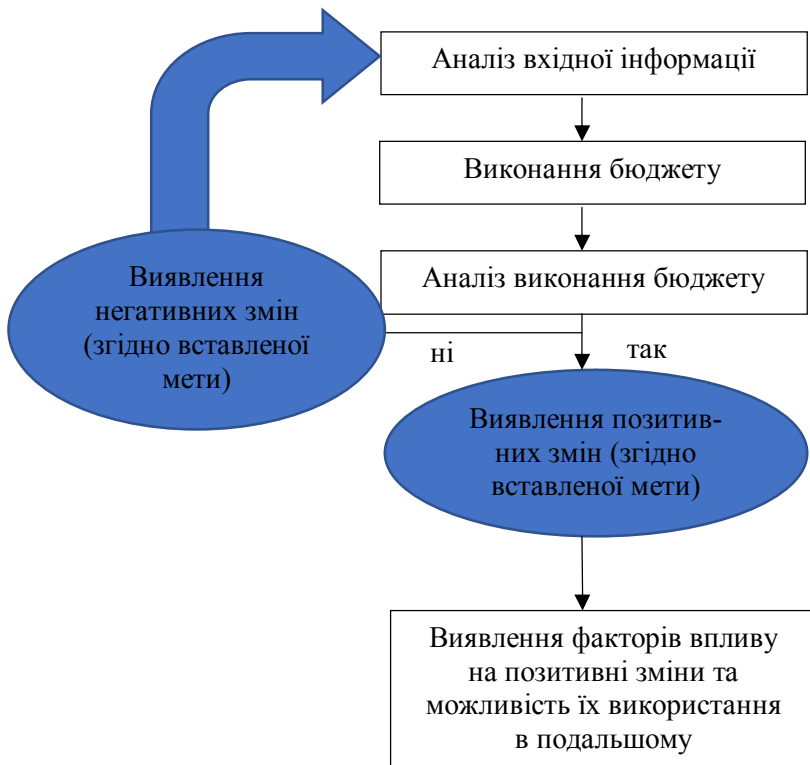 Аналіз вхідної інформації
Виконання бюджету
Аналіз виконання бюджету
Виявлення
негативних змін
(згідно вставленої
мети)
ні
так
Виявлення позитив-
них змін (згідно
вставленої мети)
Виявлення факторів впливу
на позитивні зміни та
можливість їх використання
в подальшому